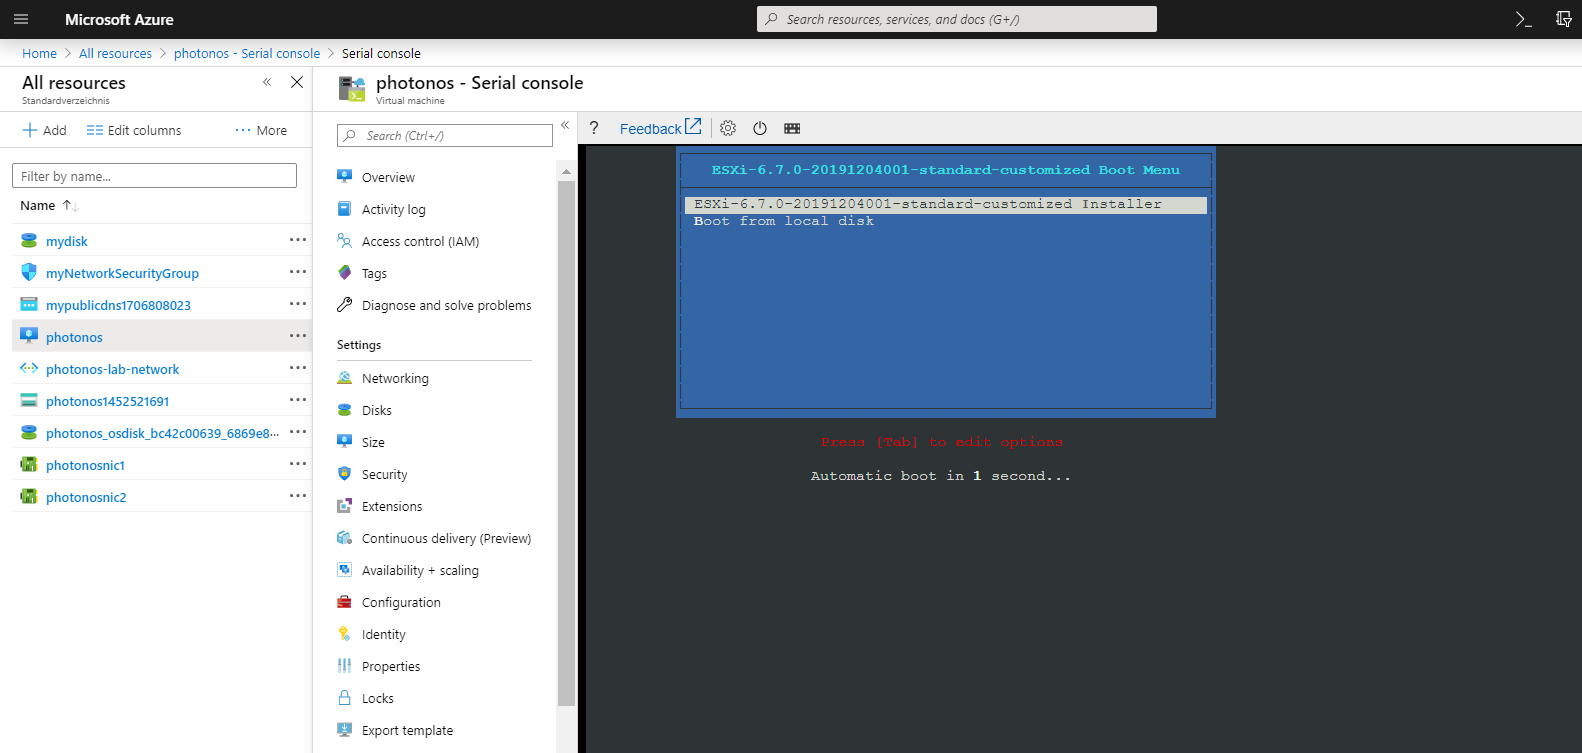 Microsoft Azure
Search resources, services, and docs (G+/)
Home > All resources > photonos - Serial console > Serial console
All resources
Standardverzeichnis
Add
Edit columns
More
Filter by name...
Name
mydisk
myNetworkSecurityGroup
mypublicdns1706808023
photonos
photonos-lab-network
photonos1452521691
photonos_osdisk_bc42c00639_6869e8...
photonosnic1
photonosnic2
photonos - Serial console
Virtual machine
Search (Ctrl+/)
Overview
Activity log
Access control (IAM)
Tags
Diagnose and solve problems
Settings
Networking
Disks
Size
Security
Extensions
Continuous delivery (Preview)
Availability + scaling
Configuration
Identity
Properties
Locks
Export template
? Feedback
ESXi-6.7.0-20191204001-standard-customized Boot Menu
ESXi-6.7.0-20191204001-standard-customized Installer
Boot from local disk
Press [Tab] to edit options
Automatic boot in 1 second...